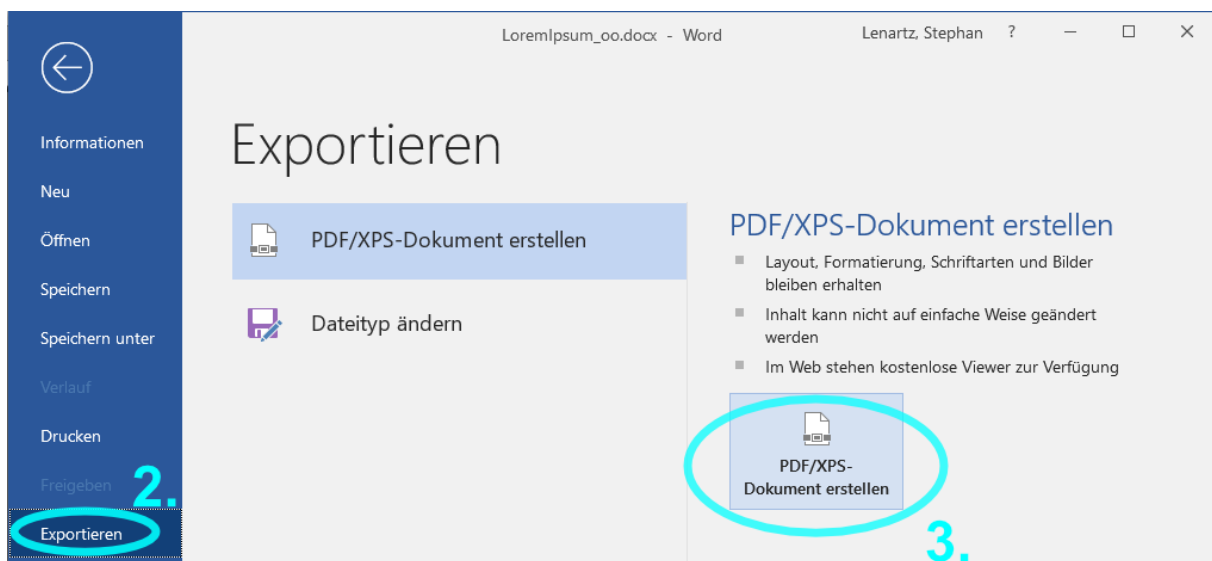 LoremIpsum_oo.docx - Word
Lenartz, Stephan ?
Informationen
Neu
Öffnen
Speichern
Speichern unter
Verlauf
Drucken
Freigeben
2.
Exportieren
Exportieren
PDF/XPS-Dokument erstellen
Dateityp ändern
PDF/XPS-Dokument erstellen
Layout, Formatierung, Schriftarten und Bilder
bleiben erhalten
Inhalt kann nicht auf einfache Weise geändert
werden
Im Web stehen kostenlose Viewer zur Verfügung
PDF/XPS-
Dokument erstellen
3.